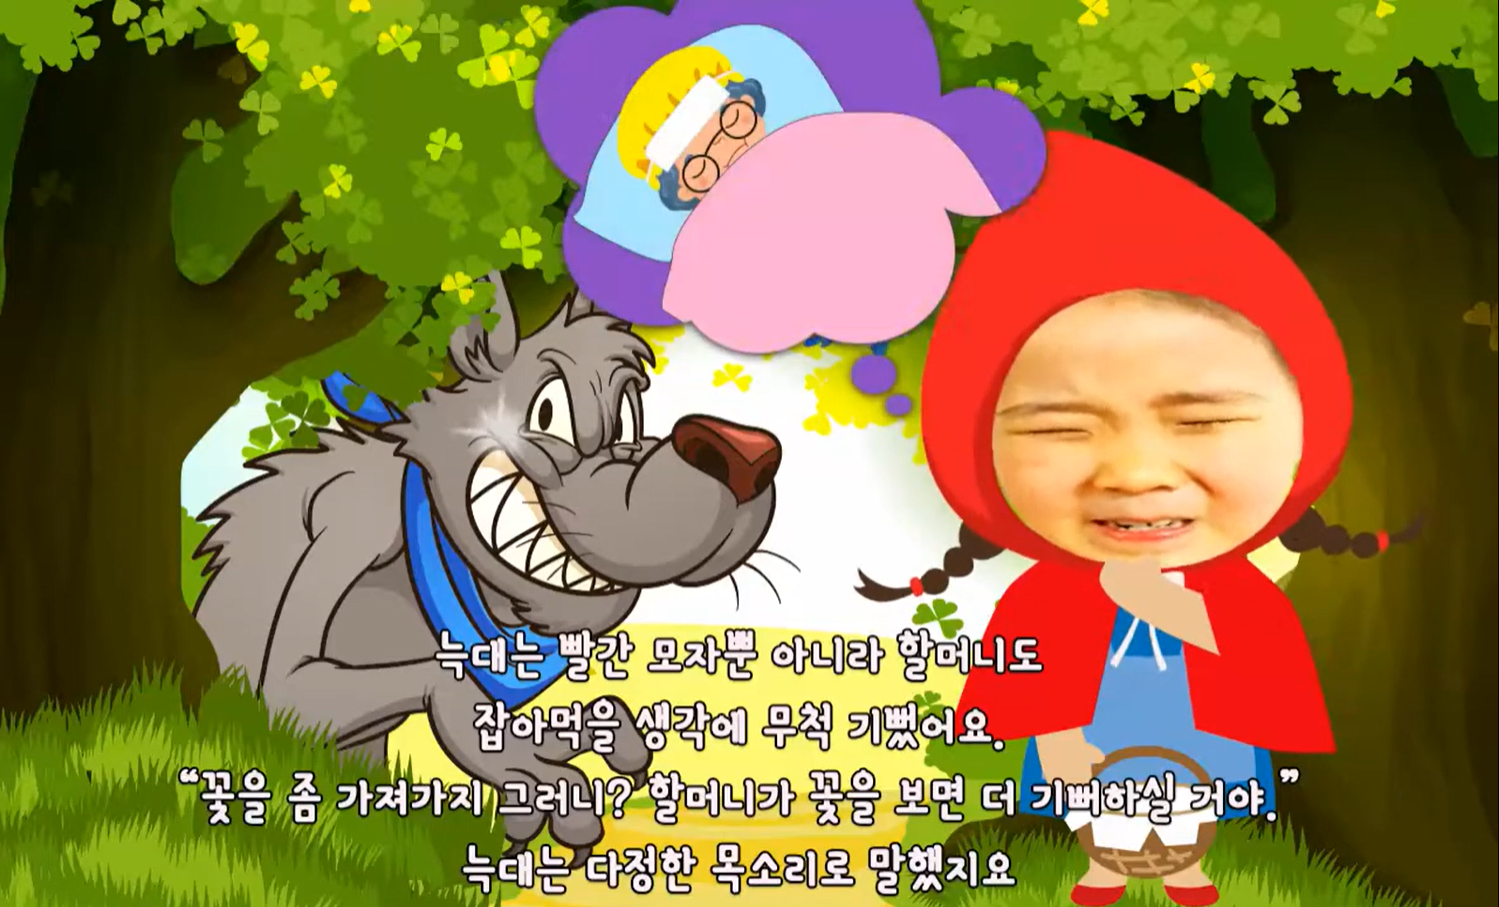 늑대는 빨간 모자뿐 아니라 할머니도
잡아먹을 생각에 무척 기뻤어요.
“꽃을 좀 가져가지 그러니? 할머니가 꽃을 보면 더 기뻐하실 거야.”
늑대는 다정한 목소리로 말했지요